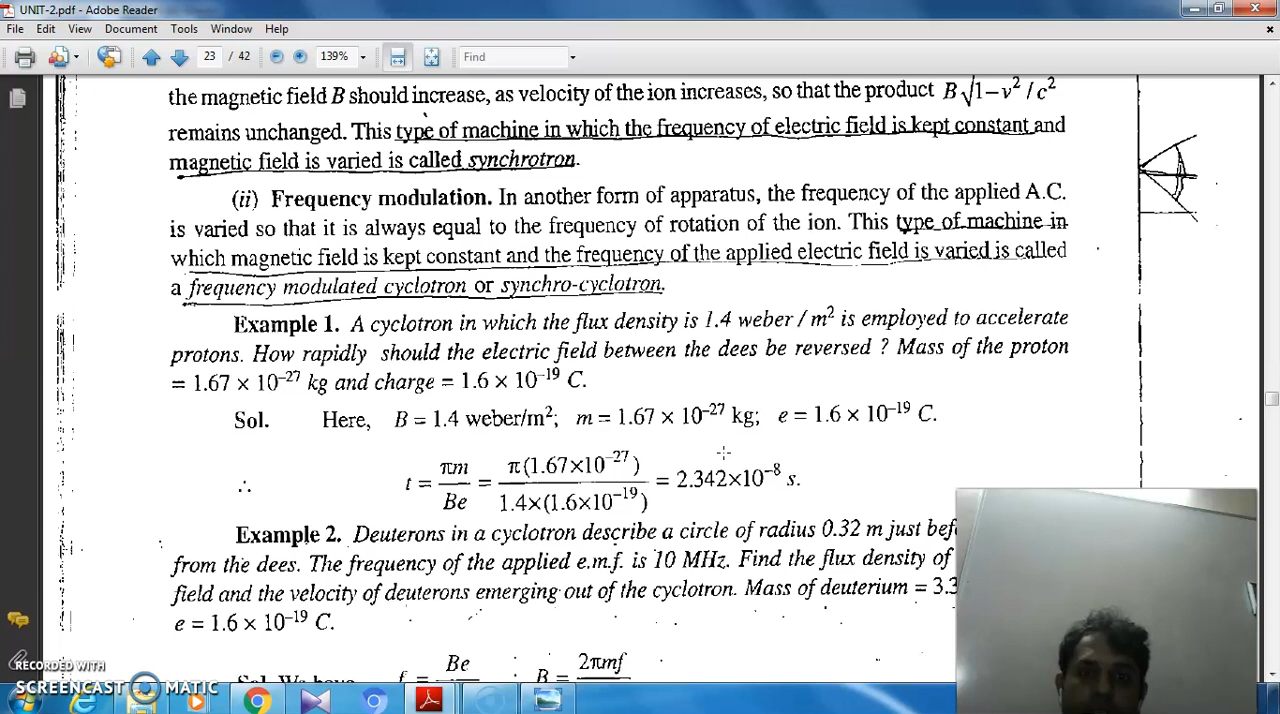 UNIT-2.pdf - Adobe Reader
File Edit View Document Tools Window Help
23 / 42 139% Find
the magnetic field B should increase, as velocity of the ion increases, so that the product B√1−v²/c²
remains unchanged. This type of machine in which the frequency of electric field is kept constant and
magnetic field is varied is called synchrotron.
(ii) Frequency modulation. In another form of apparatus, the frequency of the applied A.C.
is varied so that it is always equal to the frequency of rotation of the ion. This type of machine in
which magnetic field is kept constant and the frequency of the applied electric field is varied is called
a frequency modulated cyclotron or synchro-cyclotron.
Example 1. A cyclotron in which the flux density is 1.4 weber/m² is employed to accelerate
protons. How rapidly should the electric field between the dees be reversed ? Mass of the proton
= 1.67 × 10⁻²⁷ kg and charge = 1.6 × 10⁻¹⁹ C.
Sol. Here, B = 1.4 weber/m²; m = 1.67 × 10⁻²⁷ kg; e = 1.6 × 10⁻¹⁹ C.
∴ t = πm/Be = π(1.67×10⁻²⁷)/1.4×(1.6×10⁻¹⁹) = 2.342×10⁻⁸ s.
Example 2. Deuterons in a cyclotron describe a circle of radius 0.32 m just
from the dees. The frequency of the applied e.m.f. is 10 MHz. Find the flux density of
field and the velocity of deuterons emerging out of the cyclotron. Mass of deuterium = 3.3
e = 1.6 × 10⁻¹⁹ C.
Be 2πmf
RECORDED WITH
SCREENCAST MATIC